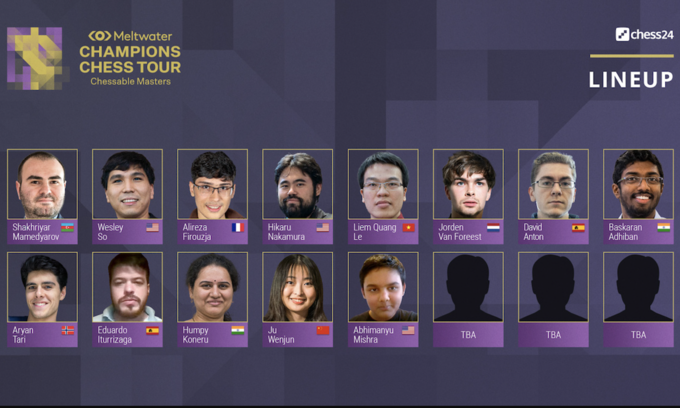 Meltwater
CHAMPIONS
CHESS TOUR
Chessable Masters
chess24
LINEUP
Shakhriyar
Mamedyarov
Wesley
So
Alireza
Firouzja
Hikaru
Nakamura
Liem Quang
Le
Jorden
Van Foreest
David
Anton
Baskaran
Adhiban
Aryan
Tari
Eduardo
Iturrizaga
Humpy
Koneru
Ju
Wenjun
Abhimanyu
Mishra
TBA
TBA
TBA